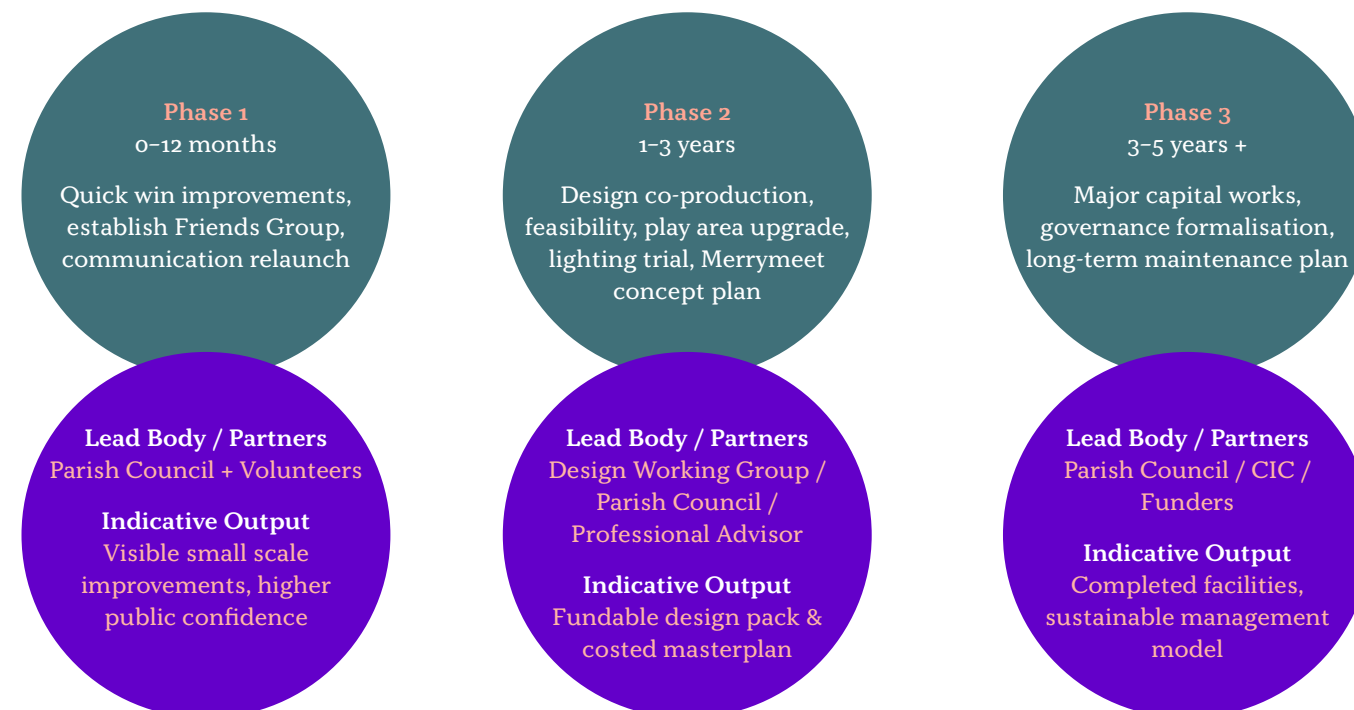 Phase 1
0–12 months
Quick win improvements,
establish Friends Group,
communication relaunch
Lead Body / Partners
Parish Council + Volunteers
Indicative Output
Visible small scale
improvements, higher
public confidence
Phase 2
1–3 years
Design co-production,
feasibility, play area upgrade,
lighting trial, Merrymeet
concept plan
Lead Body / Partners
Design Working Group /
Parish Council /
Professional Advisor
Indicative Output
Fundable design pack &
costed masterplan
Phase 3
3–5 years +
Major capital works,
governance formalisation,
long-term maintenance plan
Lead Body / Partners
Parish Council / CIC /
Funders
Indicative Output
Completed facilities,
sustainable management
model